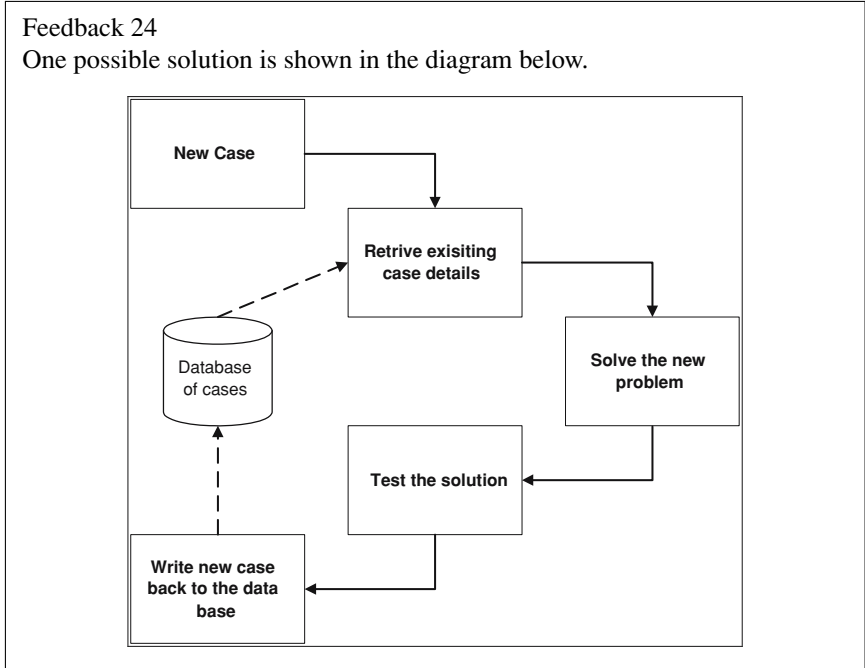 Feedback 24
One possible solution is shown in the diagram below.
New Case
Retrive exisiting
case details
Database
of cases
Solve the new
problem
Test the solution
Write new case
back to the data
base